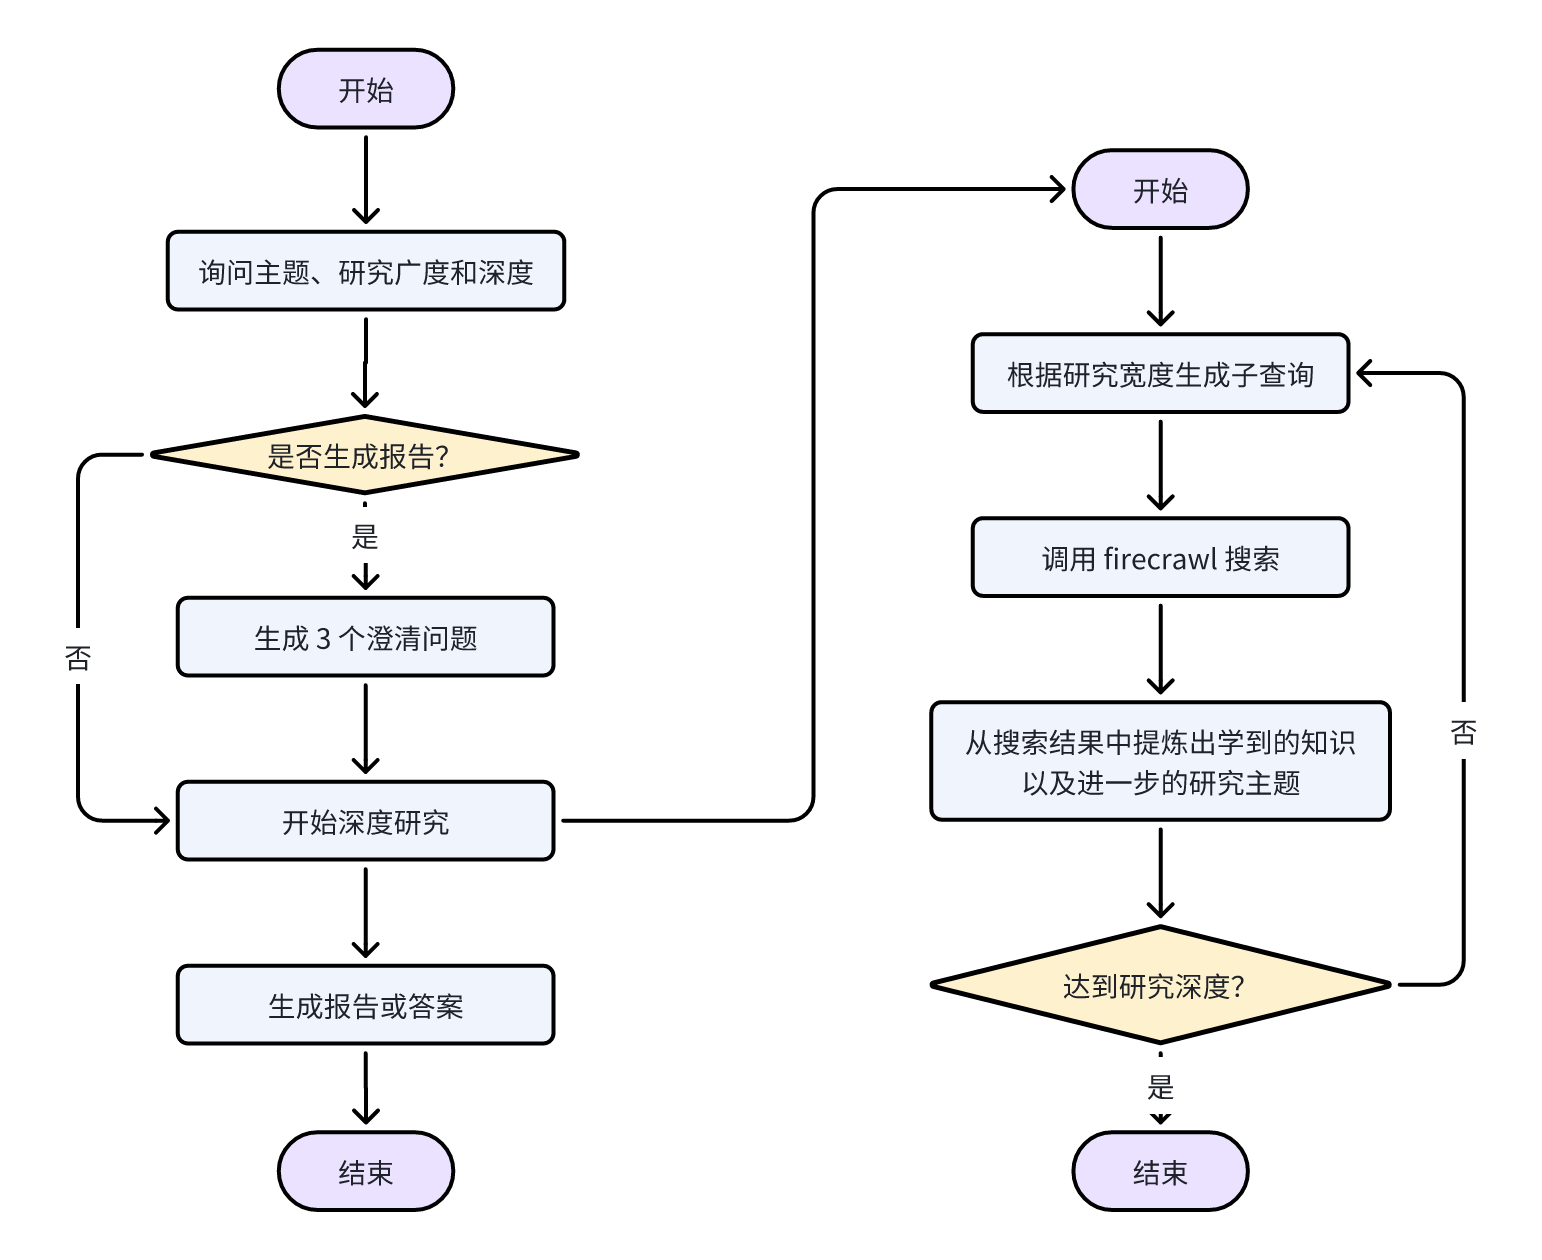 开始
询问主题、研究广度和深度
是否生成报告？
是
否
生成 3 个澄清问题
开始深度研究
生成报告或答案
结束
开始
根据研究宽度生成子查询
调用 firecrawl 搜索
从搜索结果中提炼出学到的知识
以及进一步的研究主题
否
达到研究深度？
是
结束